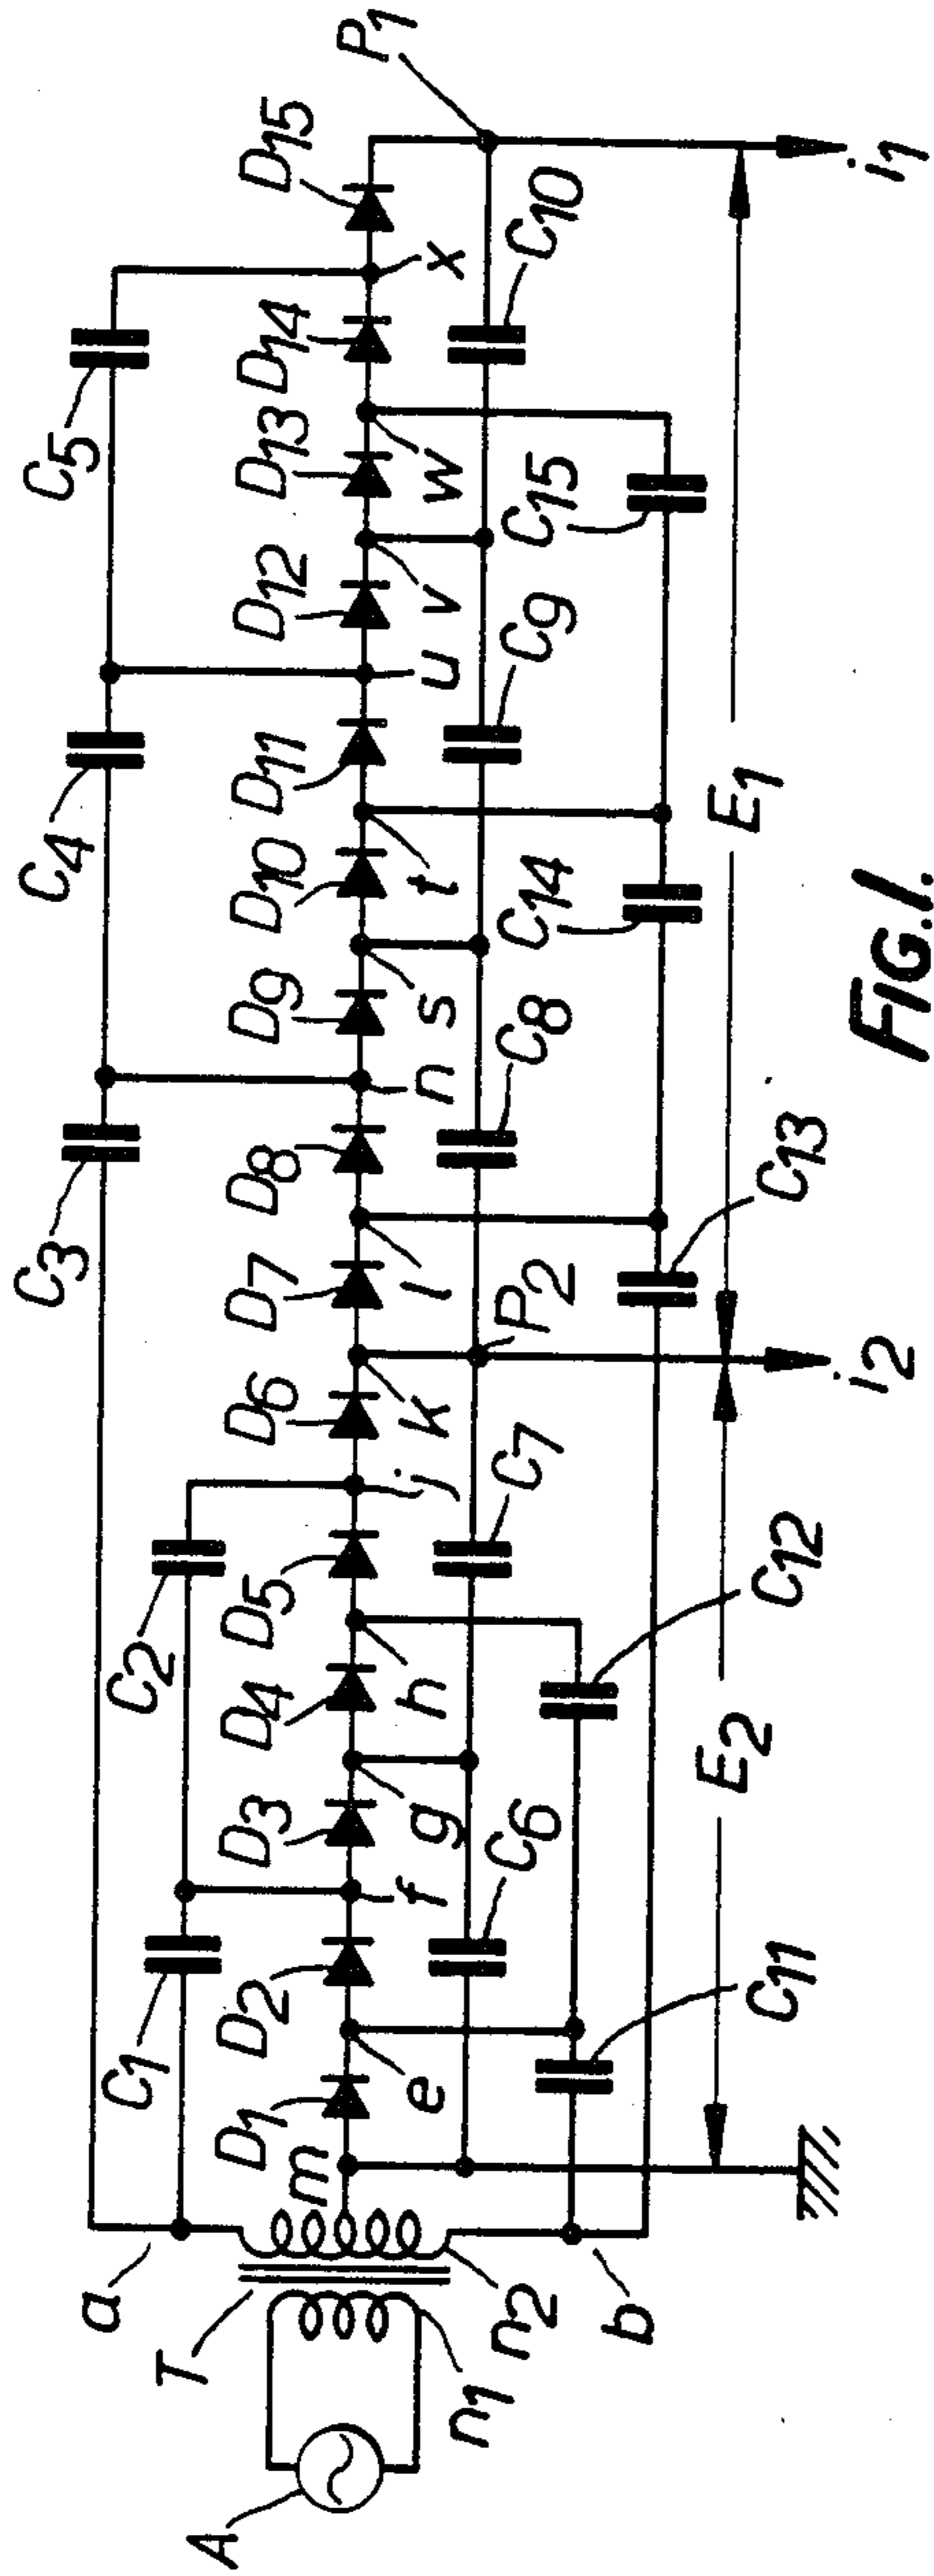 C5
C4
C3
C2
C1
a
T
A
n1
n2
b
m
D1
D2
D3
D4
D5
D6
D7
D8
D9
D10
D11
D12
D13
D14
D15
e
f
g
h
j
k
l
n
s
t
u
v
w
x
P1
P2
C6
C7
C8
C9
C10
C11
C12
C13
C14
C15
E2
E1
i2
i1
FIG.1.